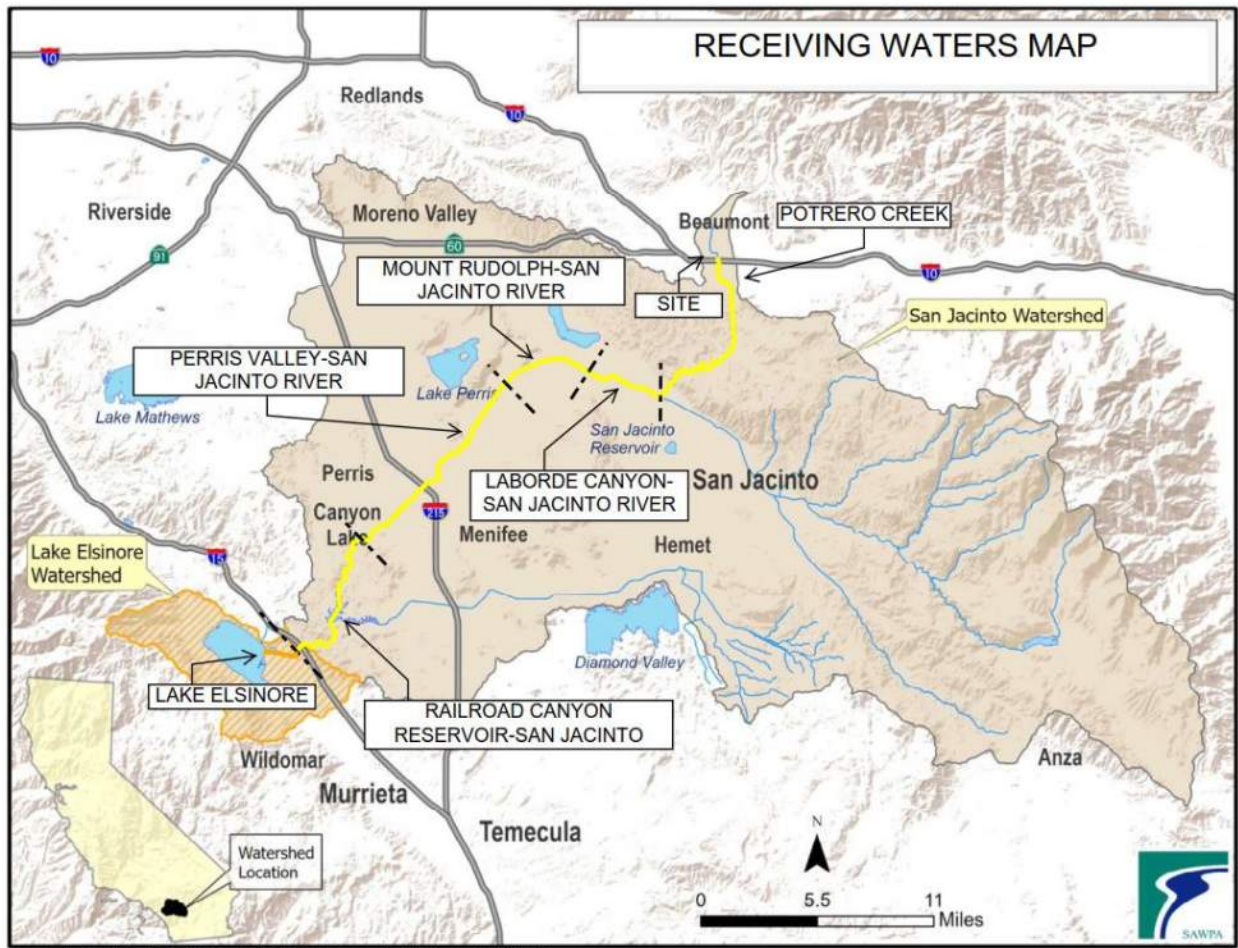 RECEIVING WATERS MAP
10
Redlands
10
Riverside
Moreno Valley
Beaumont
POTRERO CREEK
91
60
MOUNT RUDOLPH-SAN
JACINTO RIVER
SITE
10
San Jacinto Watershed
PERRIS VALLEY-SAN
JACINTO RIVER
Lake Perris
Lake Mathews
San Jacinto
Reservoir
Perris
LABORDE CANYON-
SAN JACINTO RIVER
San Jacinto
Canyon
Lake
215
Menifee
Hemet
Lake Elsinore
Watershed
15
Diamond Valley
LAKE ELSINORE
RAILROAD CANYON
RESERVOIR-SAN JACINTO
Wildomar
Anza
Murrieta
Temecula
N
Watershed
Location
0 5.5 11
Miles
SAWPA